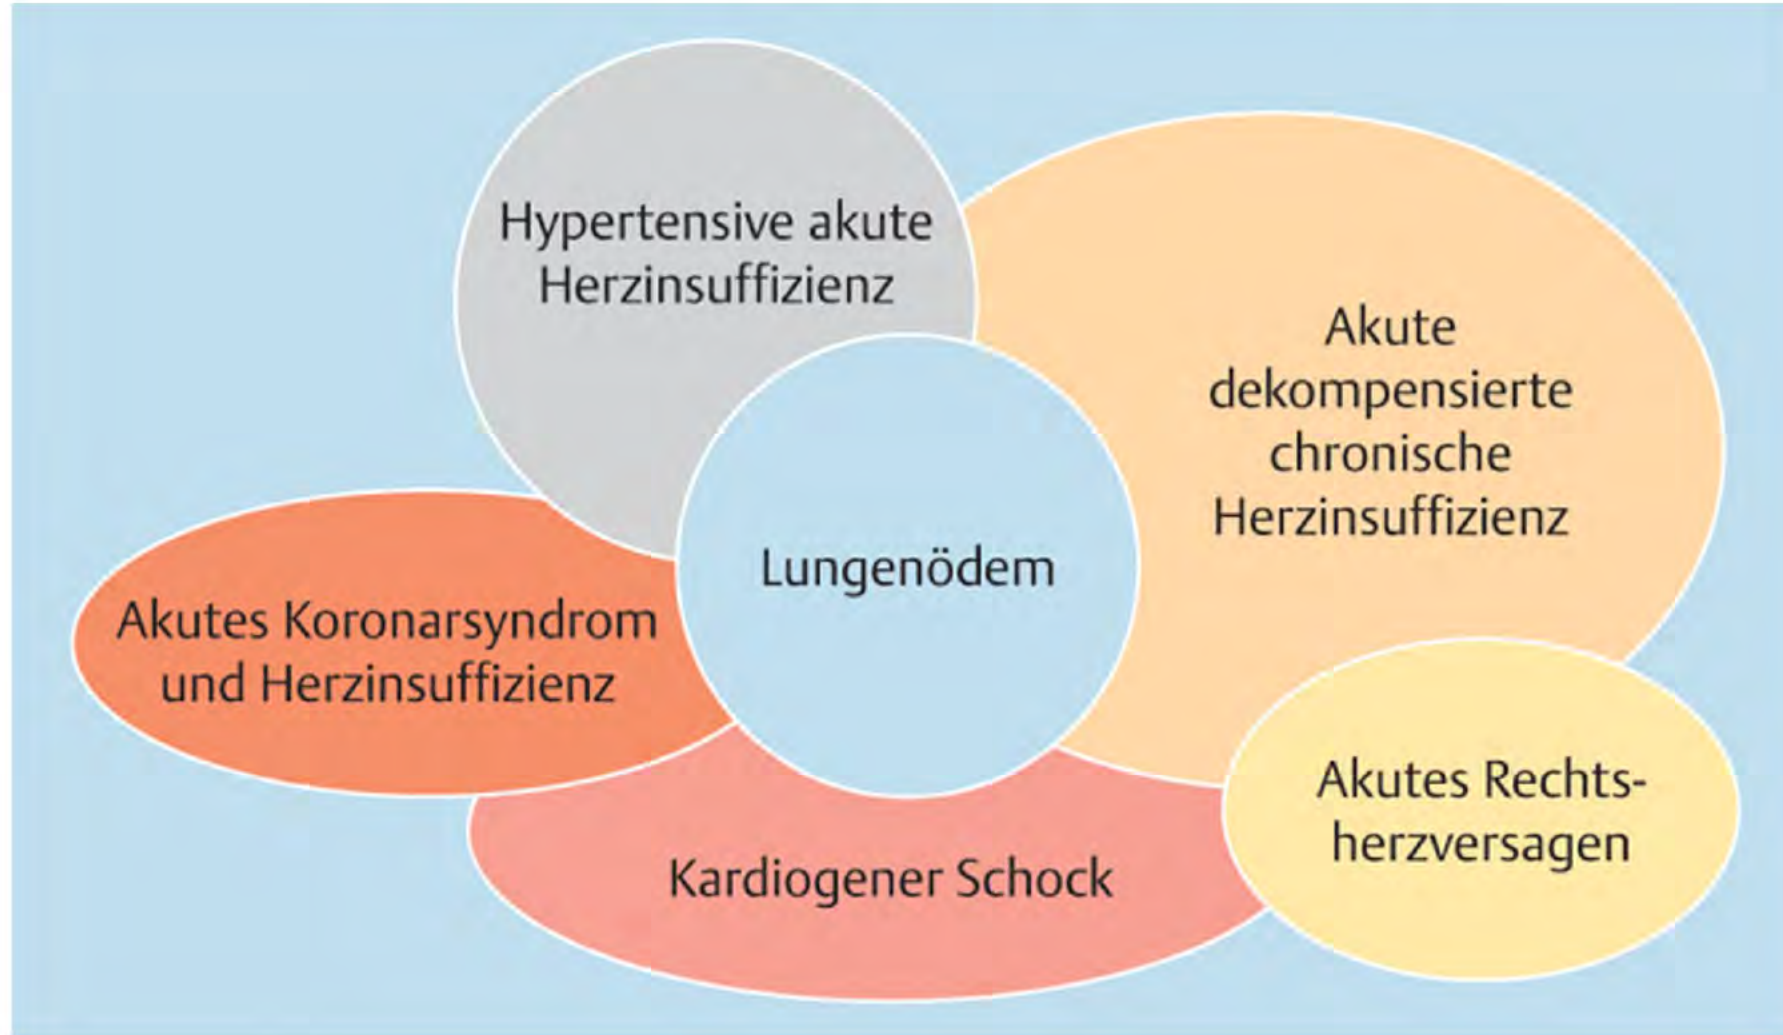 Hypertensive akute
Herzinsuffizienz
Akute
dekompensierte
chronische
Herzinsuffizienz
Lungenödem
Akutes Koronarsyndrom
und Herzinsuffizienz
Akutes Rechts-
herzversagen
Kardiogener Schock